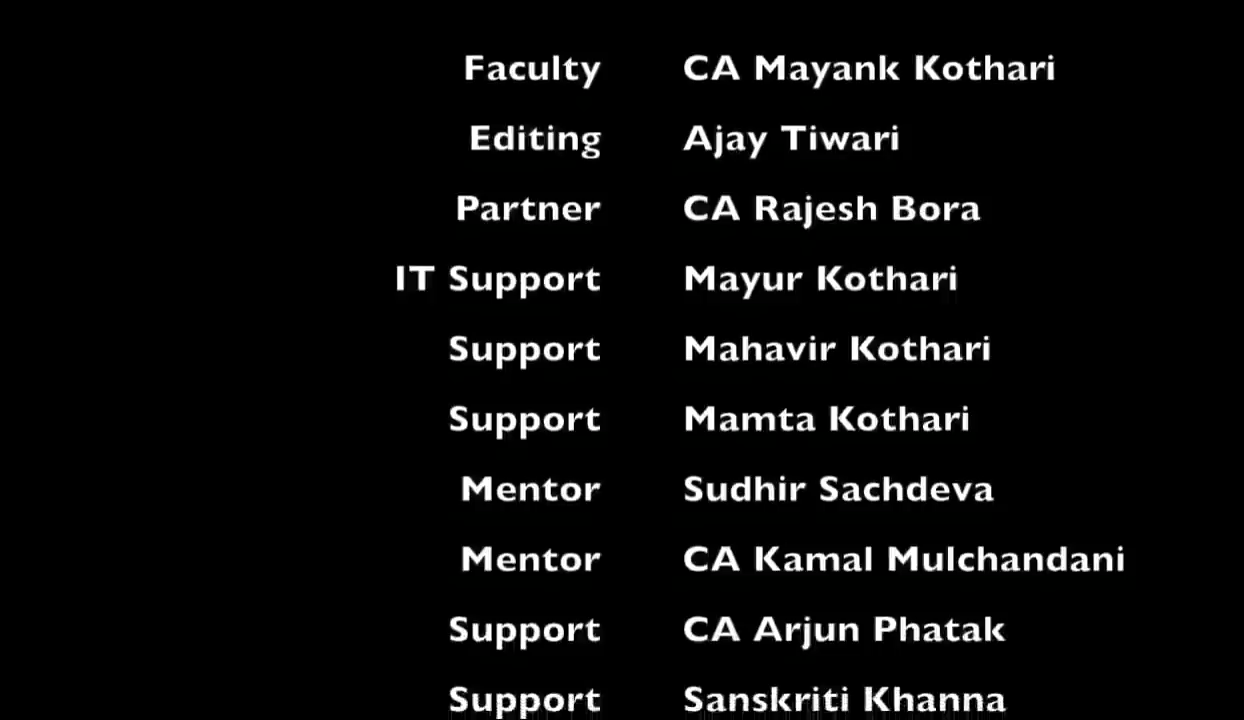 Faculty CA Mayank Kothari
Editing Ajay Tiwari
Partner CA Rajesh Bora
IT Support Mayur Kothari
Support Mahavir Kothari
Support Mamta Kothari
Mentor Sudhir Sachdeva
Mentor CA Kamal Mulchandani
Support CA Arjun Phatak
Support Sanskriti Khanna